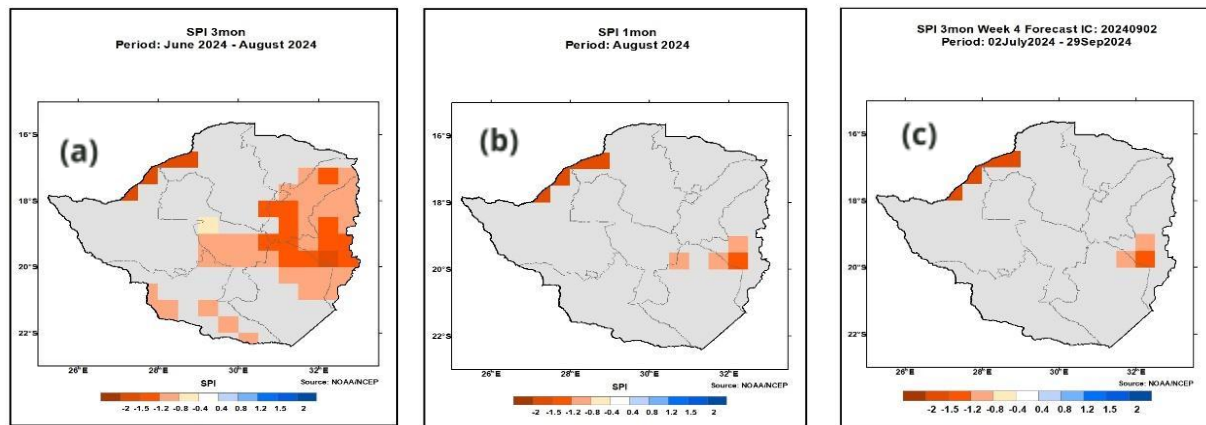 SPI 3mon
Period: June 2024 - August 2024
(a)
16°S
18°S
20°S
22°S
26°E 28°E 30°E 32°E
SPI
Source: NOAA/NCEP
-2 -1.5 -1.2 -0.8 -0.4 0.4 0.8 1.2 1.5 2
SPI 1mon
Period: August 2024
(b)
16°S
18°S
20°S
22°S
26°E 28°E 30°E 32°E
SPI
Source: NOAA/NCEP
-2 -1.5 -1.2 -0.8 -0.4 0.4 0.8 1.2 1.5 2
SPI 3mon Week 4 Forecast IC: 20240902
Period: 02July2024 - 29Sep2024
(c)
16°S
18°S
20°S
22°S
26°E 28°E 30°E 32°E
Source: NOAA/NCEP
-2 -1.5 -1.2 -0.8 -0.4 0.4 0.8 1.2 1.5 2